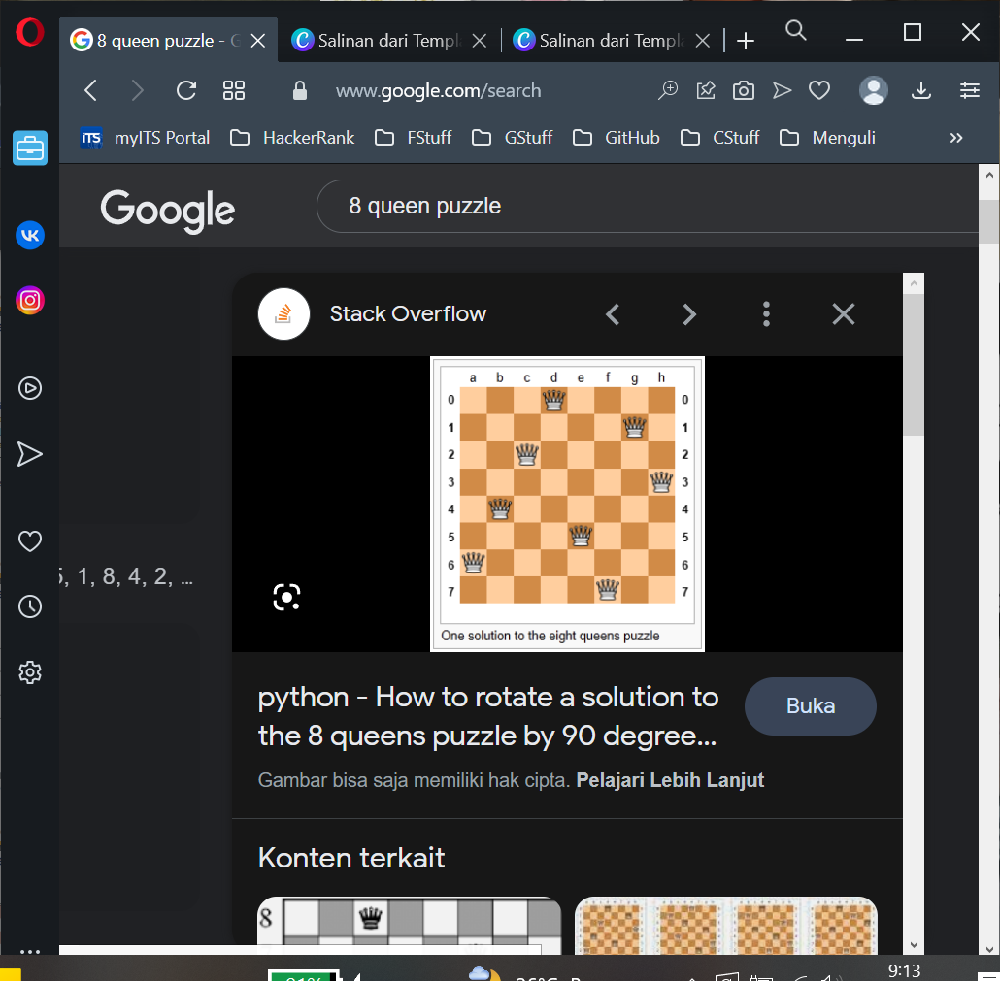 8 queen puzzle - G
Salinan dari Templ
Salinan dari Templa
www.google.com/search
ITS myITS Portal HackerRank FStuff GStuff GitHub CStuff Menguli
Google
8 queen puzzle
Stack Overflow
a b c d e f g h
0 0
1 1
2 2
3 3
4 4
5 5
6 6
7 7
One solution to the eight queens puzzle
, 1, 8, 4, 2, ...
python - How to rotate a solution to
the 8 queens puzzle by 90 degree...
Buka
Gambar bisa saja memiliki hak cipta. Pelajari Lebih Lanjut
Konten terkait
8
9:13